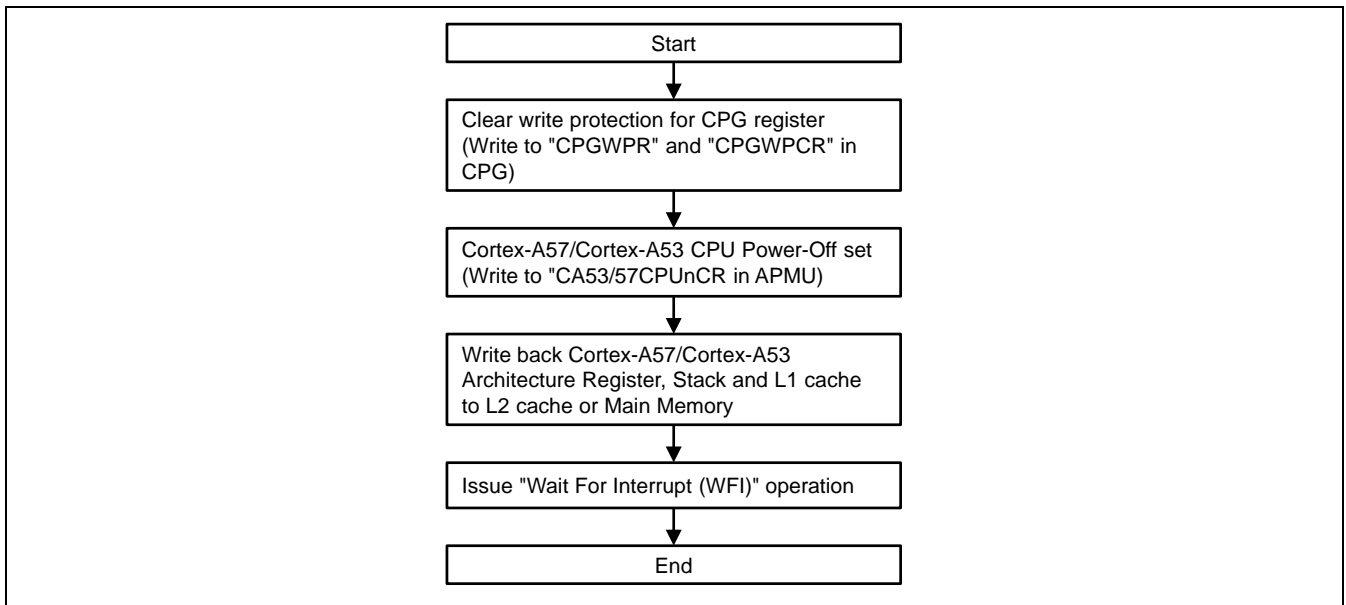 Start
Clear write protection for CPG register
(Write to "CPGWPR" and "CPGWPCR" in
CPG)
Cortex-A57/Cortex-A53 CPU Power-Off set
(Write to "CA53/57CPUnCR in APMU)
Write back Cortex-A57/Cortex-A53
Architecture Register, Stack and L1 cache
to L2 cache or Main Memory
Issue "Wait For Interrupt (WFI)" operation
End